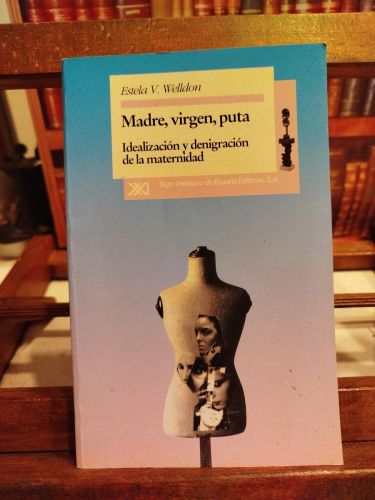 Estela V. Welldon
Madre, virgen, puta
Idealización y denigración
de la maternidad
Siglo Veintiuno de España Editores, S.A.